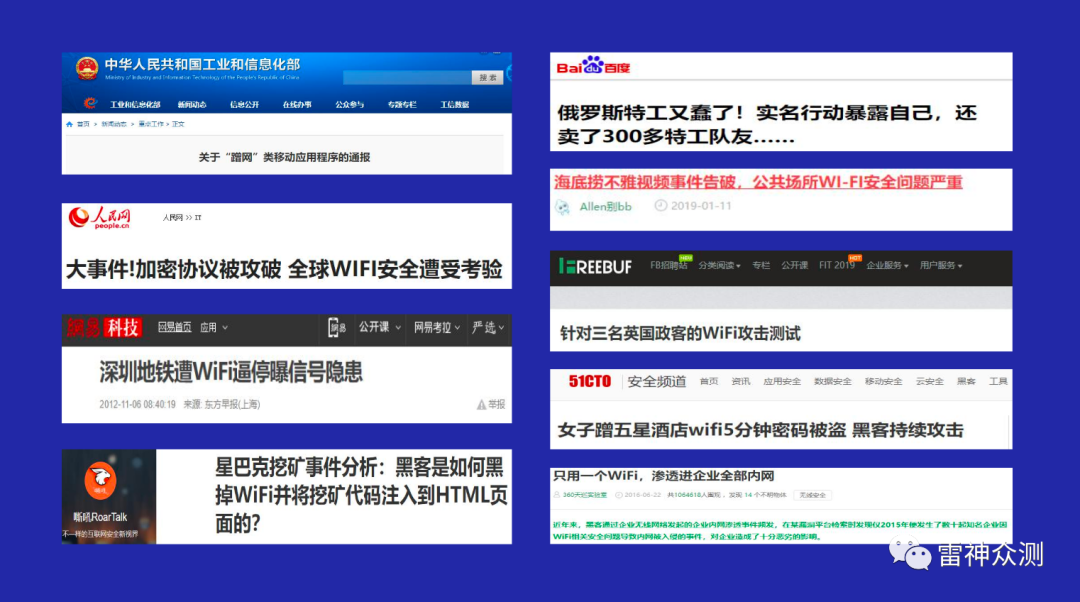 中华人民共和国工业和信息化部
Ministry of Industry and Information Technology of the People's Republic of China
搜索
工业和信息化部 新闻动态 信息公开 在线办事 公众参与 专题专栏 工信数据
首页 > 新闻动态 > 重点工作 > 正文
关于“蹭网”类移动应用程序的通报
人民网
people.cn
人民网 >> IT
大事件!加密协议被攻破 全球WIFI安全遭受考验
網易科技 网易首页 应用 公开课 网易考拉 严选
深圳地铁遭WiFi逼停曝信号隐患
2012-11-06 08:40:19 来源: 东方早报(上海)
举报
嘶吼RoarTalk
不一样的互联网安全新视界
星巴克挖矿事件分析：黑客是如何黑
掉WiFi并将挖矿代码注入到HTML页
面的?
Baidu百度
俄罗斯特工又蠢了！实名行动暴露自己，还
卖了300多特工队友……
海底捞不雅视频事件告破，公共场所WI-FI安全问题严重
Allen别bb 2019-01-11
FREEBUF FB招聘站 分类阅读 专栏 公开课 FIT 2019 HOT 企业服务 用户服务
针对三名英国政客的WiFi攻击测试
51CTO 安全频道 首页 资讯 应用安全 数据安全 移动安全 云安全 黑客 工具
女子蹭五星酒店wifi5分钟密码被盗 黑客持续攻击
只用一个WiFi，渗透进企业全部内网
360天巡实验室 2016-06-22 共1064618人围观，发现 14 个不明物体 无线安全
近年来，黑客通过企业无线网络发起的企业内网渗透事件频发，在某漏洞平台检索时发现仅2015年便发生了数十起知名企业因
WiFi相关安全问题导致内网被入侵的事件，对企业造成了十分恶劣的影响。
雷神众测